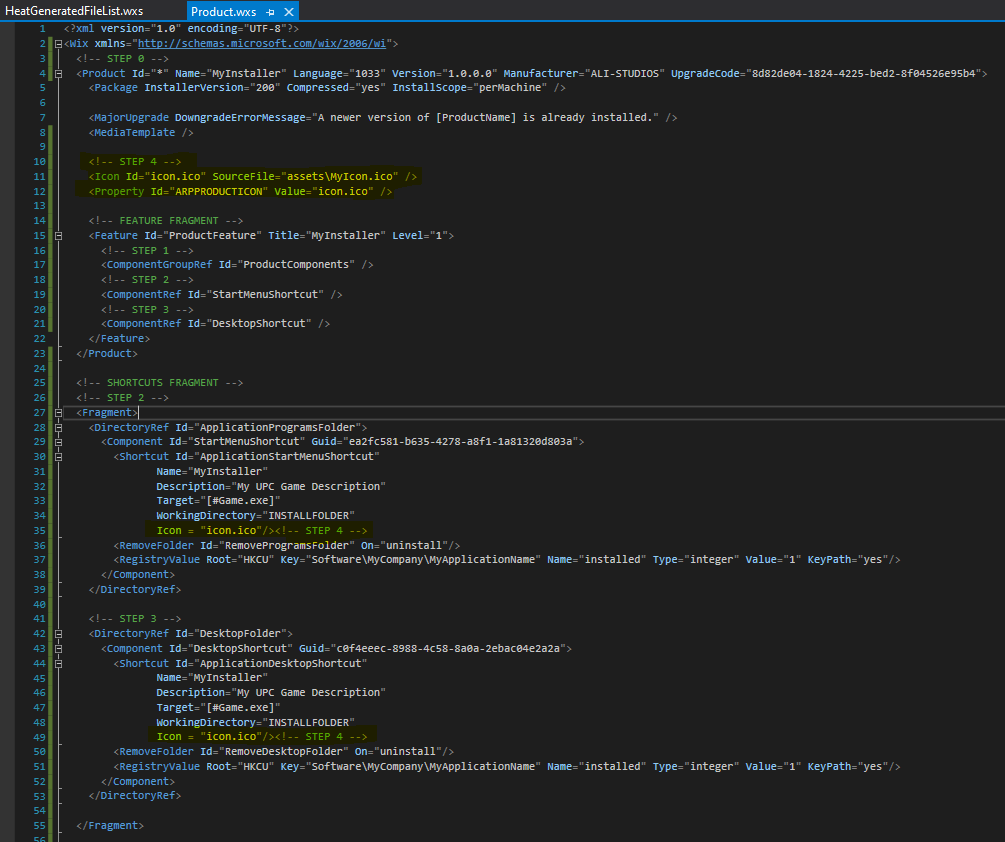 HeatGeneratedFileList.wxs
Product.wxs
1 <?xml version="1.0" encoding="UTF-8"?>
2 <Wix xmlns="http://schemas.microsoft.com/wix/2006/wi">
3 <!-- STEP 0 -->
4 <Product Id="*" Name="MyInstaller" Language="1033" Version="1.0.0.0" Manufacturer="ALI-STUDIOS" UpgradeCode="8d82de04-1824-4225-bed2-8f04526e95b4">
5 <Package InstallerVersion="200" Compressed="yes" InstallScope="perMachine" />
6
7 <MajorUpgrade DowngradeErrorMessage="A newer version of [ProductName] is already installed." />
8 <MediaTemplate />
9
10 <!-- STEP 4 -->
11 <Icon Id="icon.ico" SourceFile="assets\MyIcon.ico" />
12 <Property Id="ARPPRODUCTICON" Value="icon.ico" />
13
14 <!-- FEATURE FRAGMENT -->
15 <Feature Id="ProductFeature" Title="MyInstaller" Level="1">
16 <!-- STEP 1 -->
17 <ComponentGroupRef Id="ProductComponents" />
18 <!-- STEP 2 -->
19 <ComponentRef Id="StartMenuShortcut" />
20 <!-- STEP 3 -->
21 <ComponentRef Id="DesktopShortcut" />
22 </Feature>
23 </Product>
24
25 <!-- SHORTCUTS FRAGMENT -->
26 <!-- STEP 2 -->
27 <Fragment>
28 <DirectoryRef Id="ApplicationProgramsFolder">
29 <Component Id="StartMenuShortcut" Guid="ea2fc581-b635-4278-a8f1-1a81320d803a">
30 <Shortcut Id="ApplicationStartMenuShortcut"
31 Name="MyInstaller"
32 Description="My UPC Game Description"
33 Target="[#Game.exe]"
34 WorkingDirectory="INSTALLFOLDER"
35 Icon = "icon.ico"/><!-- STEP 4 -->
36 <RemoveFolder Id="RemoveProgramsFolder" On="uninstall"/>
37 <RegistryValue Root="HKCU" Key="Software\MyCompany\MyApplicationName" Name="installed" Type="integer" Value="1" KeyPath="yes"/>
38 </Component>
39 </DirectoryRef>
40
41 <!-- STEP 3 -->
42 <DirectoryRef Id="DesktopFolder">
43 <Component Id="DesktopShortcut" Guid="c0f4eeec-8988-4c58-8a0a-2ebac04e2a2a">
44 <Shortcut Id="ApplicationDesktopShortcut"
45 Name="MyInstaller"
46 Description="My UPC Game Description"
47 Target="[#Game.exe]"
48 WorkingDirectory="INSTALLFOLDER"
49 Icon = "icon.ico"/><!-- STEP 4 -->
50 <RemoveFolder Id="RemoveDesktopFolder" On="uninstall"/>
51 <RegistryValue Root="HKCU" Key="Software\MyCompany\MyApplicationName" Name="installed" Type="integer" Value="1" KeyPath="yes"/>
52 </Component>
53 </DirectoryRef>
54
55 </Fragment>
56